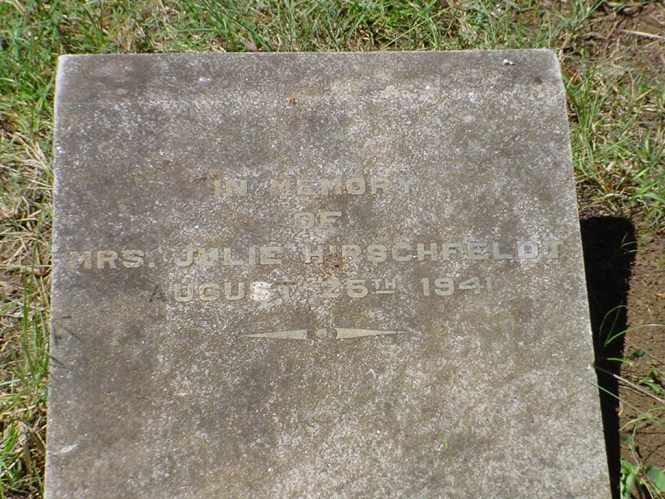 IN MEMORY
OF
MRS. JULIE HIRSCHFELDT
AUGUST 26TH 1941